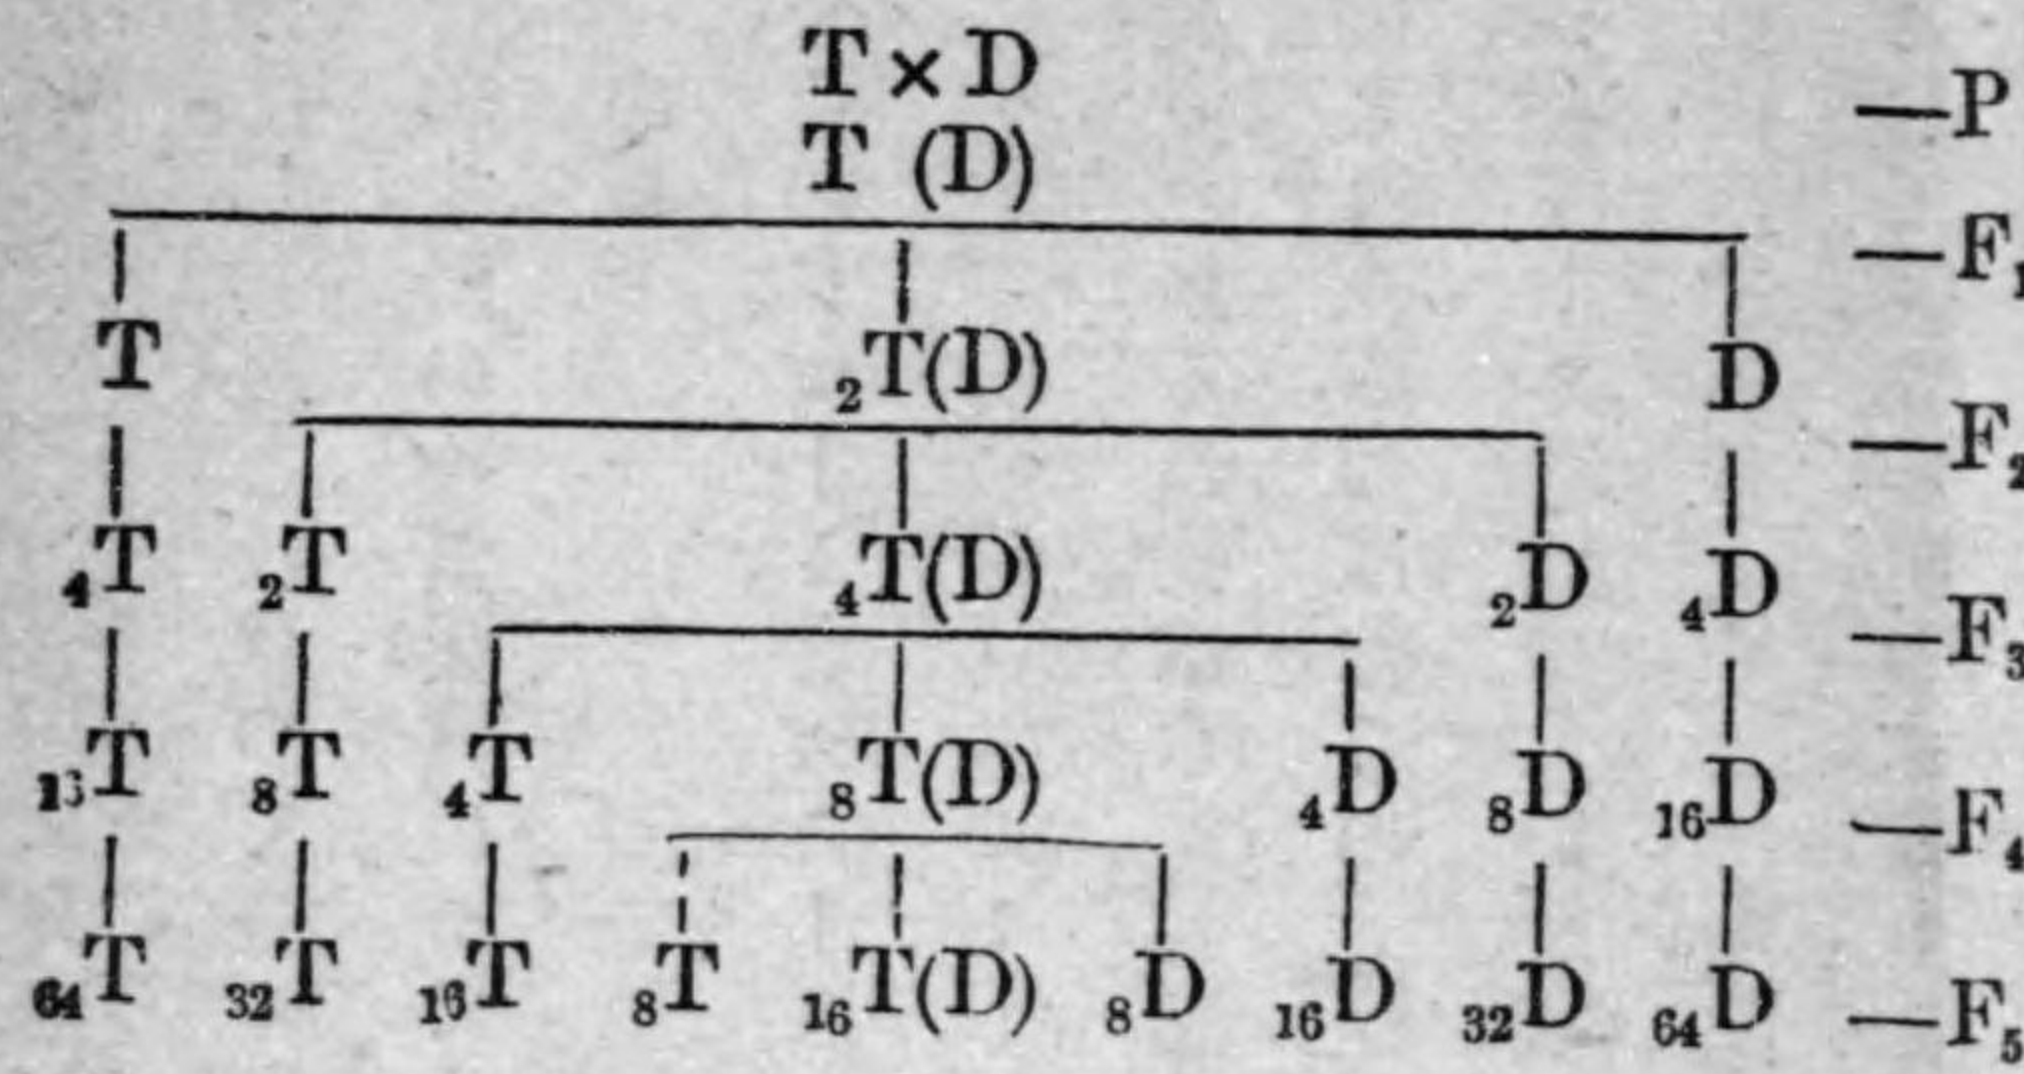 T × D —P
T (D) —F₁
T ₂T(D) D —F₂
₄T ₂T ₄T(D) ₂D ₄D —F₃
₁₆T ₈T ₄T ₈T(D) ₄D ₈D ₁₆D —F₄
₆₄T ₃₂T ₁₆T ₈T ₁₆T(D) ₈D ₁₆D ₃₂D ₆₄D —F₅